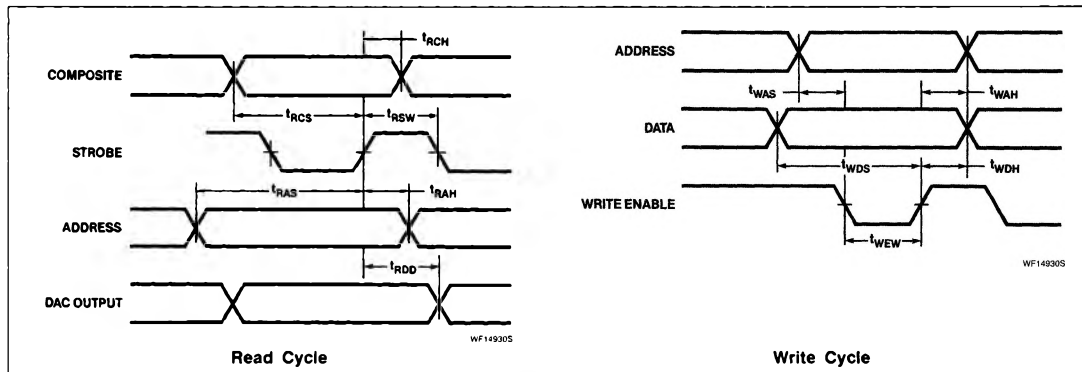 COMPOSITE
tRCH
tRCS
tRSW
STROBE
tRAS
tRAH
ADDRESS
tRDD
DAC OUTPUT
WF14930S
Read Cycle
ADDRESS
tWAS
tWAH
DATA
tWDS
tWDH
WRITE ENABLE
tWEW
WF14930S
Write Cycle